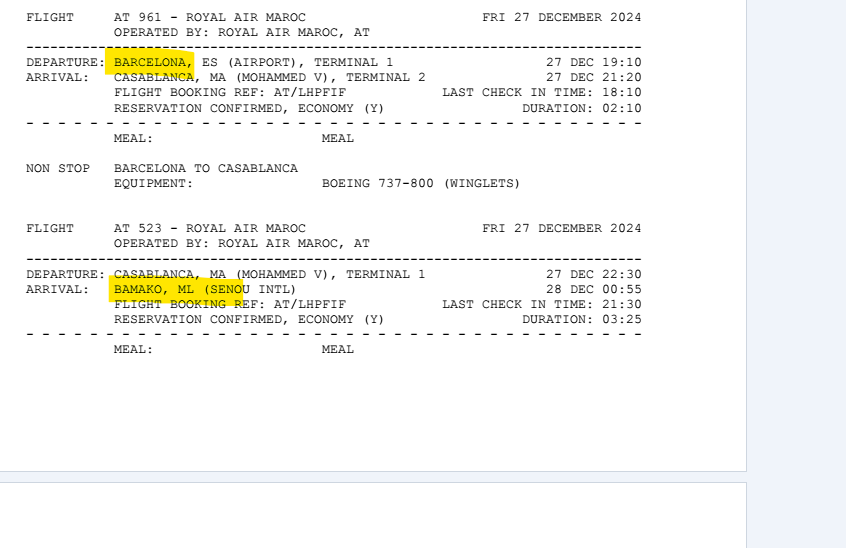 FLIGHT AT 961 - ROYAL AIR MAROC FRI 27 DECEMBER 2024
OPERATED BY: ROYAL AIR MAROC, AT
DEPARTURE: BARCELONA, ES (AIRPORT), TERMINAL 1 27 DEC 19:10
ARRIVAL: CASABLANCA, MA (MOHAMMED V), TERMINAL 2 27 DEC 21:20
FLIGHT BOOKING REF: AT/LHPFIF LAST CHECK IN TIME: 18:10
RESERVATION CONFIRMED, ECONOMY (Y) DURATION: 02:10
MEAL: MEAL
NON STOP BARCELONA TO CASABLANCA
EQUIPMENT: BOEING 737-800 (WINGLETS)
FLIGHT AT 523 - ROYAL AIR MAROC FRI 27 DECEMBER 2024
OPERATED BY: ROYAL AIR MAROC, AT
DEPARTURE: CASABLANCA, MA (MOHAMMED V), TERMINAL 1 27 DEC 22:30
ARRIVAL: BAMAKO, ML (SENOU INTL) 28 DEC 00:55
FLIGHT BOOKING REF: AT/LHPFIF LAST CHECK IN TIME: 21:30
RESERVATION CONFIRMED, ECONOMY (Y) DURATION: 03:25
MEAL: MEAL